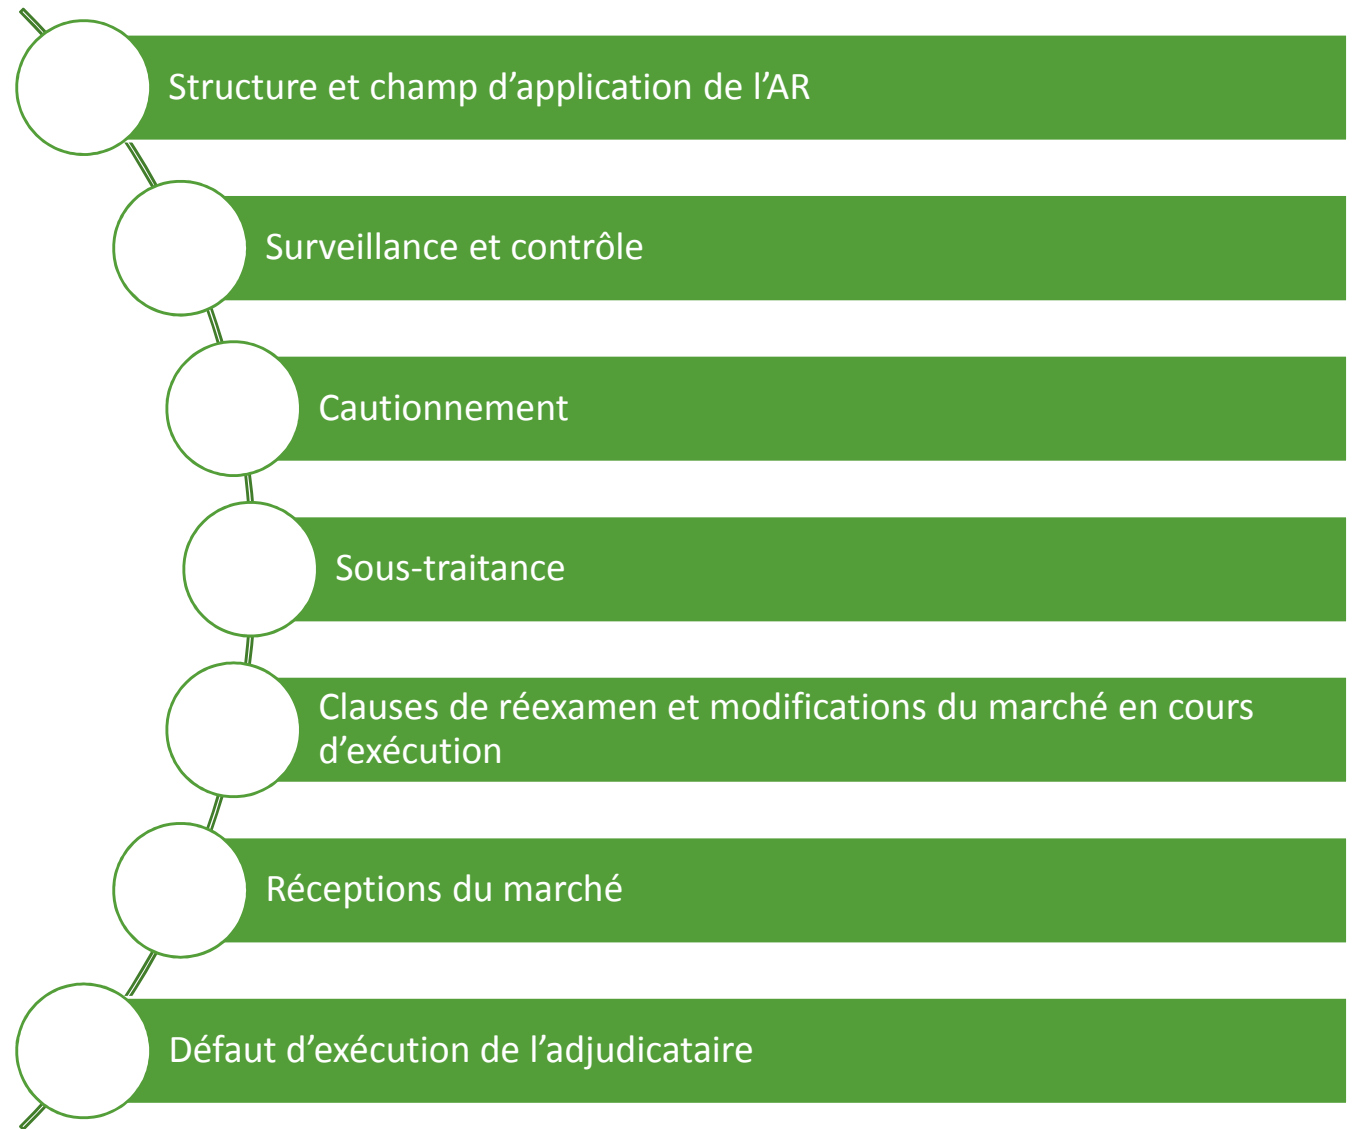 Structure et champ d’application de l’AR
Surveillance et contrôle
Cautionnement
Sous-traitance
Clauses de réexamen et modifications du marché en cours
d’exécution
Réceptions du marché
Défaut d’exécution de l’adjudicataire